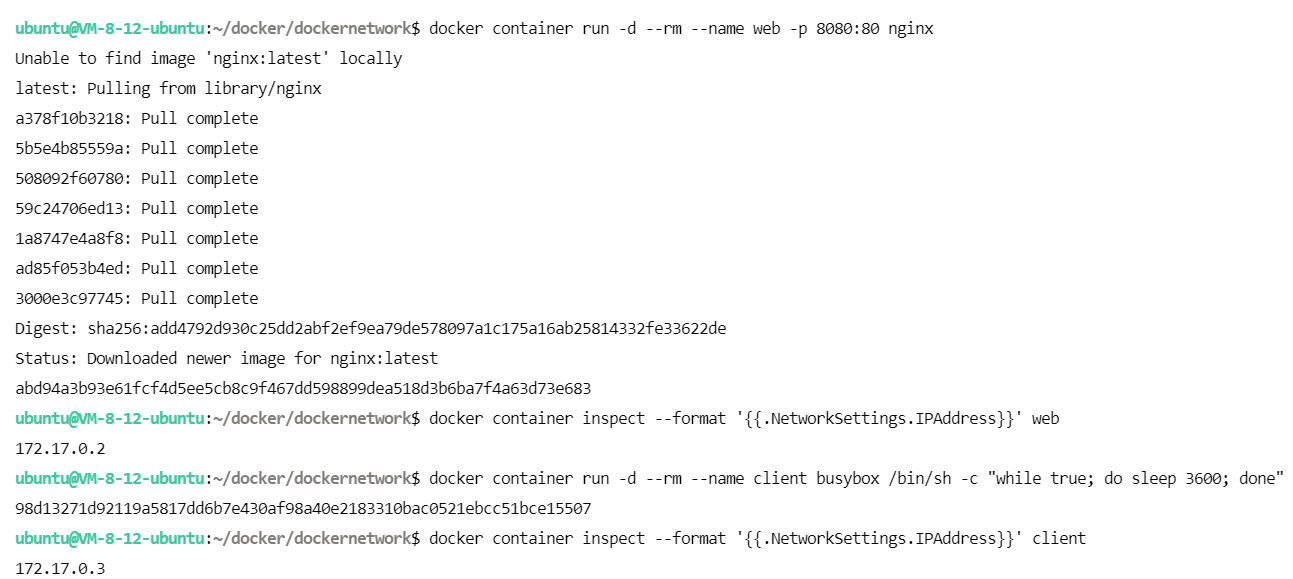 ubuntu@VM-8-12-ubuntu:~/docker/dockernetwork$ docker container run -d --rm --name web -p 8080:80 nginx
Unable to find image 'nginx:latest' locally
latest: Pulling from library/nginx
a378f10b3218: Pull complete
5b5e4b85559a: Pull complete
508092f60780: Pull complete
59c24706ed13: Pull complete
1a8747e4a8f8: Pull complete
ad85f053b4ed: Pull complete
3000e3c97745: Pull complete
Digest: sha256:add4792d930c25dd2abf2ef9ea79de578097a1c175a16ab25814332fe33622de
Status: Downloaded newer image for nginx:latest
abd94a3b93e61fcf4d5ee5cb8c9f467dd598899dea518d3b6ba7f4a63d73e683
ubuntu@VM-8-12-ubuntu:~/docker/dockernetwork$ docker container inspect --format '{{.NetworkSettings.IPAddress}}' web
172.17.0.2
ubuntu@VM-8-12-ubuntu:~/docker/dockernetwork$ docker container run -d --rm --name client busybox /bin/sh -c "while true; do sleep 3600; done"
98d13271d92119a5817dd6b7e430af98a40e2183310bac0521ebcc51bce15507
ubuntu@VM-8-12-ubuntu:~/docker/dockernetwork$ docker container inspect --format '{{.NetworkSettings.IPAddress}}' client
172.17.0.3